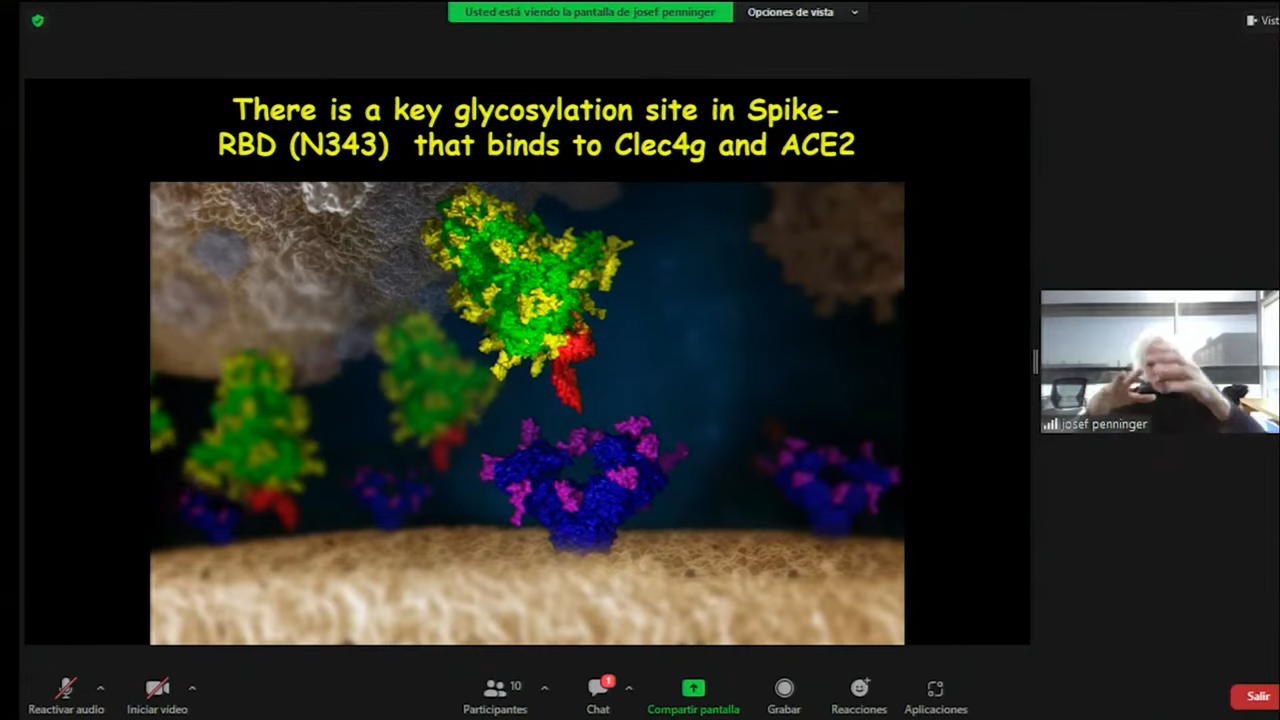 Usted está viendo la pantalla de josef penninger
Opciones de vista
There is a key glycosylation site in Spike-
RBD (N343) that binds to Clec4g and ACE2
josef penninger
Reactivar audio
Iniciar vídeo
10
Participantes
1
Chat
Compartir pantalla
Grabar
Reacciones
Aplicaciones
Salir